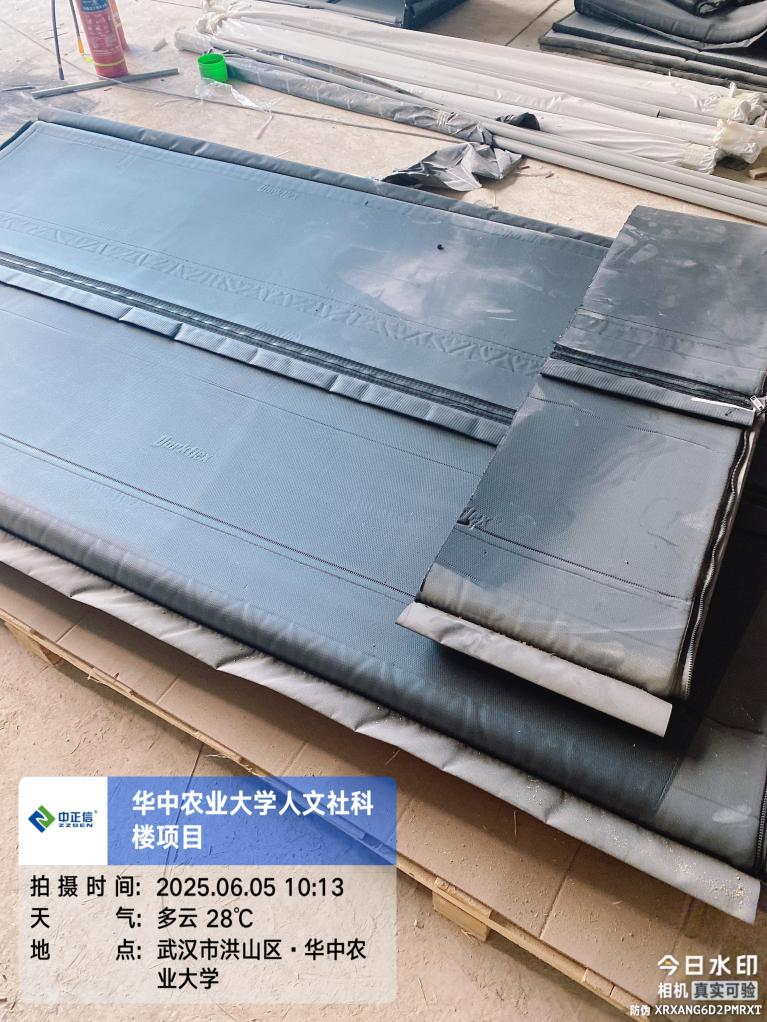 Durkflex
中正信®
ZZSEN
华中农业大学人文社科
楼项目
拍摄时间: 2025.06.05 10:13
天气: 多云 28℃
地点: 武汉市洪山区·华中农
业大学
今日水印
相机 真实可验
防伪 XRXANG6D2PMRXT